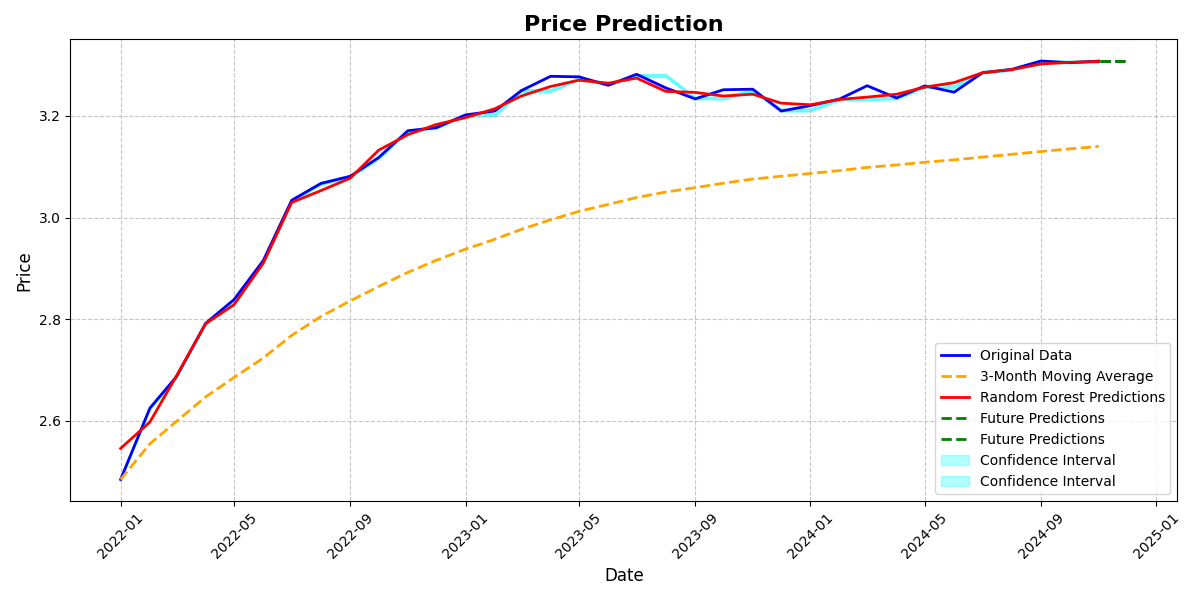 Price Prediction
Price
3.2
3.0
2.8
2.6
Original Data
3-Month Moving Average
Random Forest Predictions
Future Predictions
Future Predictions
Confidence Interval
Confidence Interval
2022-01
2022-05
2022-09
2023-01
2023-05
2023-09
2024-01
2024-05
2024-09
2025-01
Date